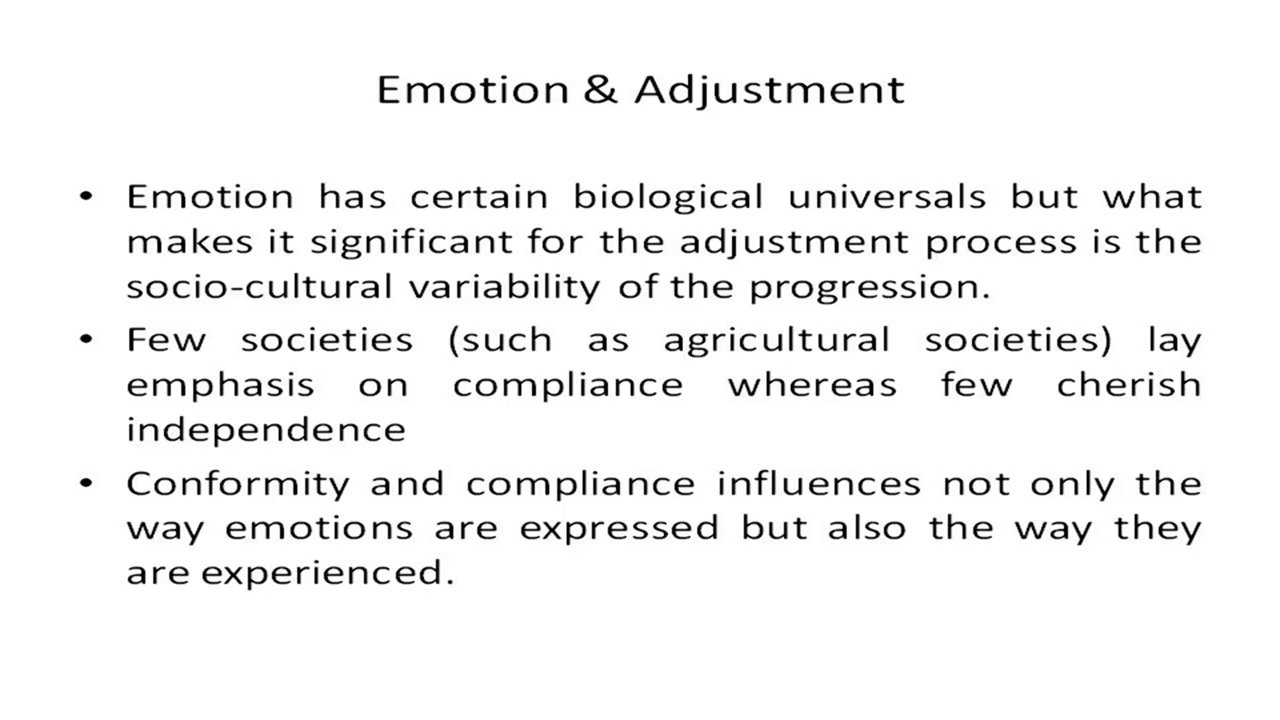 Emotion & Adjustment
• Emotion has certain biological universals but what
makes it significant for the adjustment process is the
socio-cultural variability of the progression.
• Few societies (such as agricultural societies) lay
emphasis on compliance whereas few cherish
independence
• Conformity and compliance influences not only the
way emotions are expressed but also the way they
are experienced.